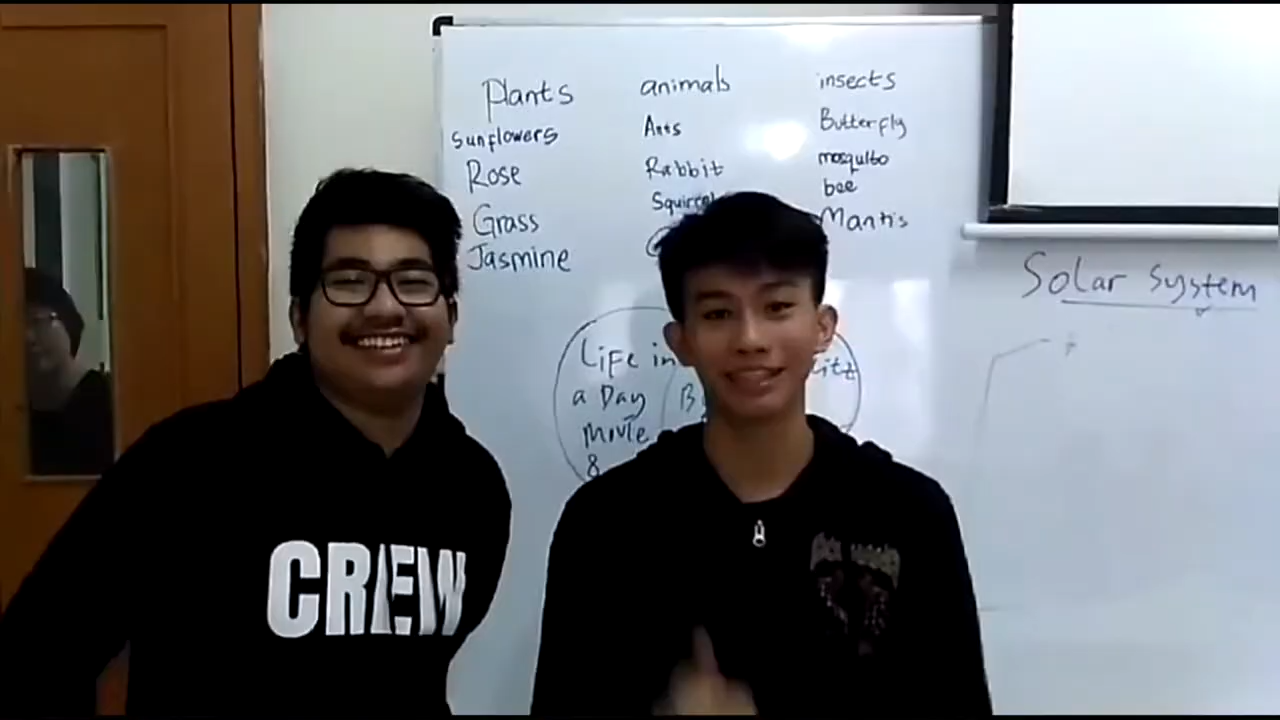 Plants
Sunflowers
Rose
Grass
Jasmine
animals
Ants
Rabbit
insects
Butterfly
mosquito
bee
Mantis
Solar system
Life in
a Day
Movie
&
CREW